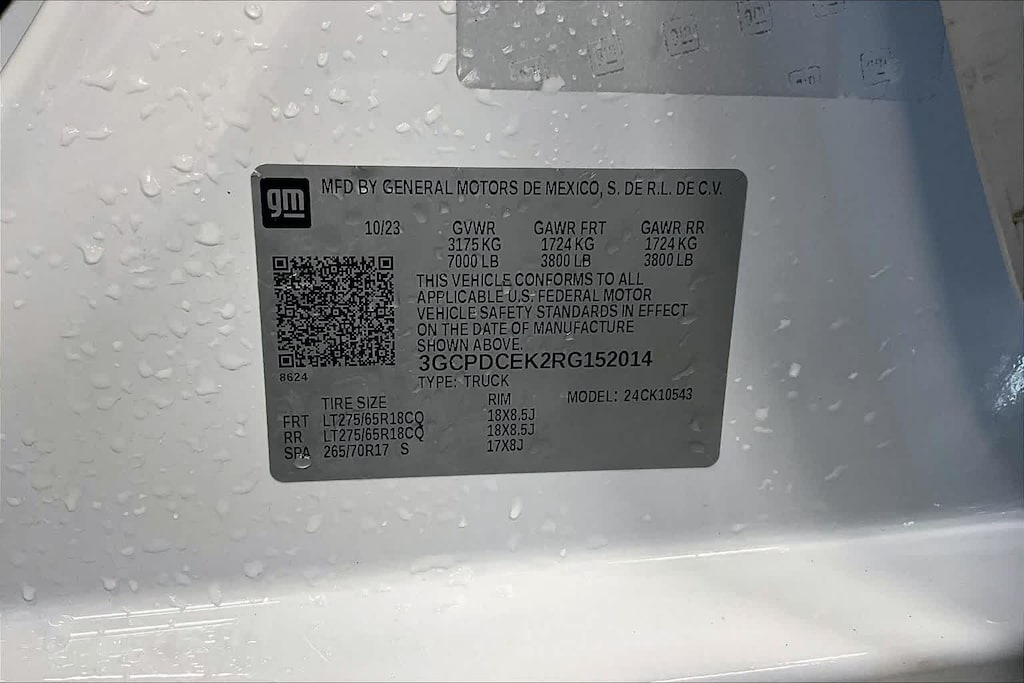 gm MFD BY GENERAL MOTORS DE MEXICO, S. DE R.L. DE C.V.
10/23 GVWR GAWR FRT GAWR RR
3175 KG 1724 KG 1724 KG
7000 LB 3800 LB 3800 LB
THIS VEHICLE CONFORMS TO ALL
APPLICABLE U.S. FEDERAL MOTOR
VEHICLE SAFETY STANDARDS IN EFFECT
ON THE DATE OF MANUFACTURE
SHOWN ABOVE.
3GCPDCEK2RG152014
8624
TYPE: TRUCK
TIRE SIZE RIM MODEL: 24CK10543
FRT LT275/65R18CQ 18X8.5J
RR LT275/65R18CQ 18X8.5J
SPA 265/70R17 S 17X8J